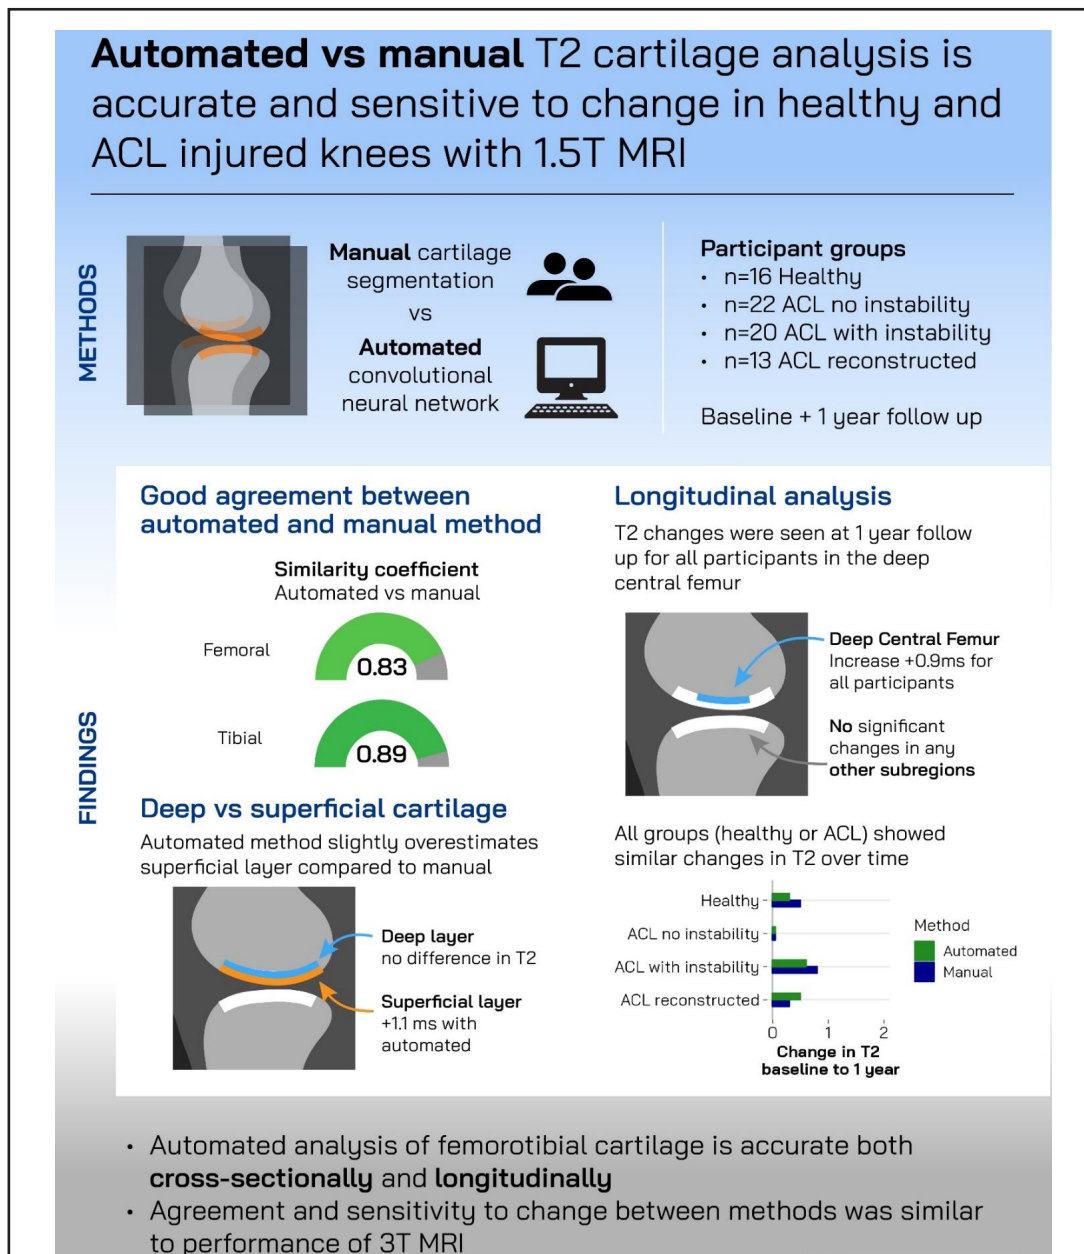 Automated vs manual T2 cartilage analysis is
accurate and sensitive to change in healthy and
ACL injured knees with 1.5T MRI
METHODS
Manual cartilage
segmentation
vs
Automated
convolutional
neural network
Participant groups
• n=16 Healthy
• n=22 ACL no instability
• n=20 ACL with instability
• n=13 ACL reconstructed
Baseline + 1 year follow up
FINDINGS
Good agreement between
automated and manual method
Similarity coefficient
Automated vs manual
Femoral
0.83
Tibial
0.89
Deep vs superficial cartilage
Automated method slightly overestimates
superficial layer compared to manual
Deep layer
no difference in T2
Superficial layer
+1.1 ms with
automated
Longitudinal analysis
T2 changes were seen at 1 year follow
up for all participants in the deep
central femur
Deep Central Femur
Increase +0.9ms for
all participants
No significant
changes in any
other subregions
All groups (healthy or ACL) showed
similar changes in T2 over time
Healthy
ACL no instability
ACL with instability
ACL reconstructed
0 1 2
Change in T2
baseline to 1 year
Method
Automated
Manual
• Automated analysis of femorotibial cartilage is accurate both
cross-sectionally and longitudinally
• Agreement and sensitivity to change between methods was similar
to performance of 3T MRI